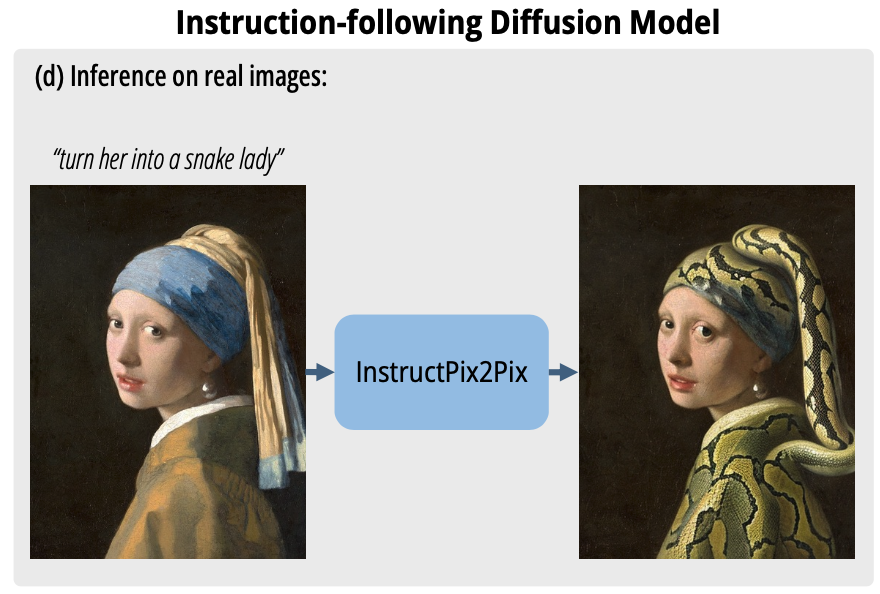 Instruction-following Diffusion Model
(d) Inference on real images:
“turn her into a snake lady”
InstructPix2Pix